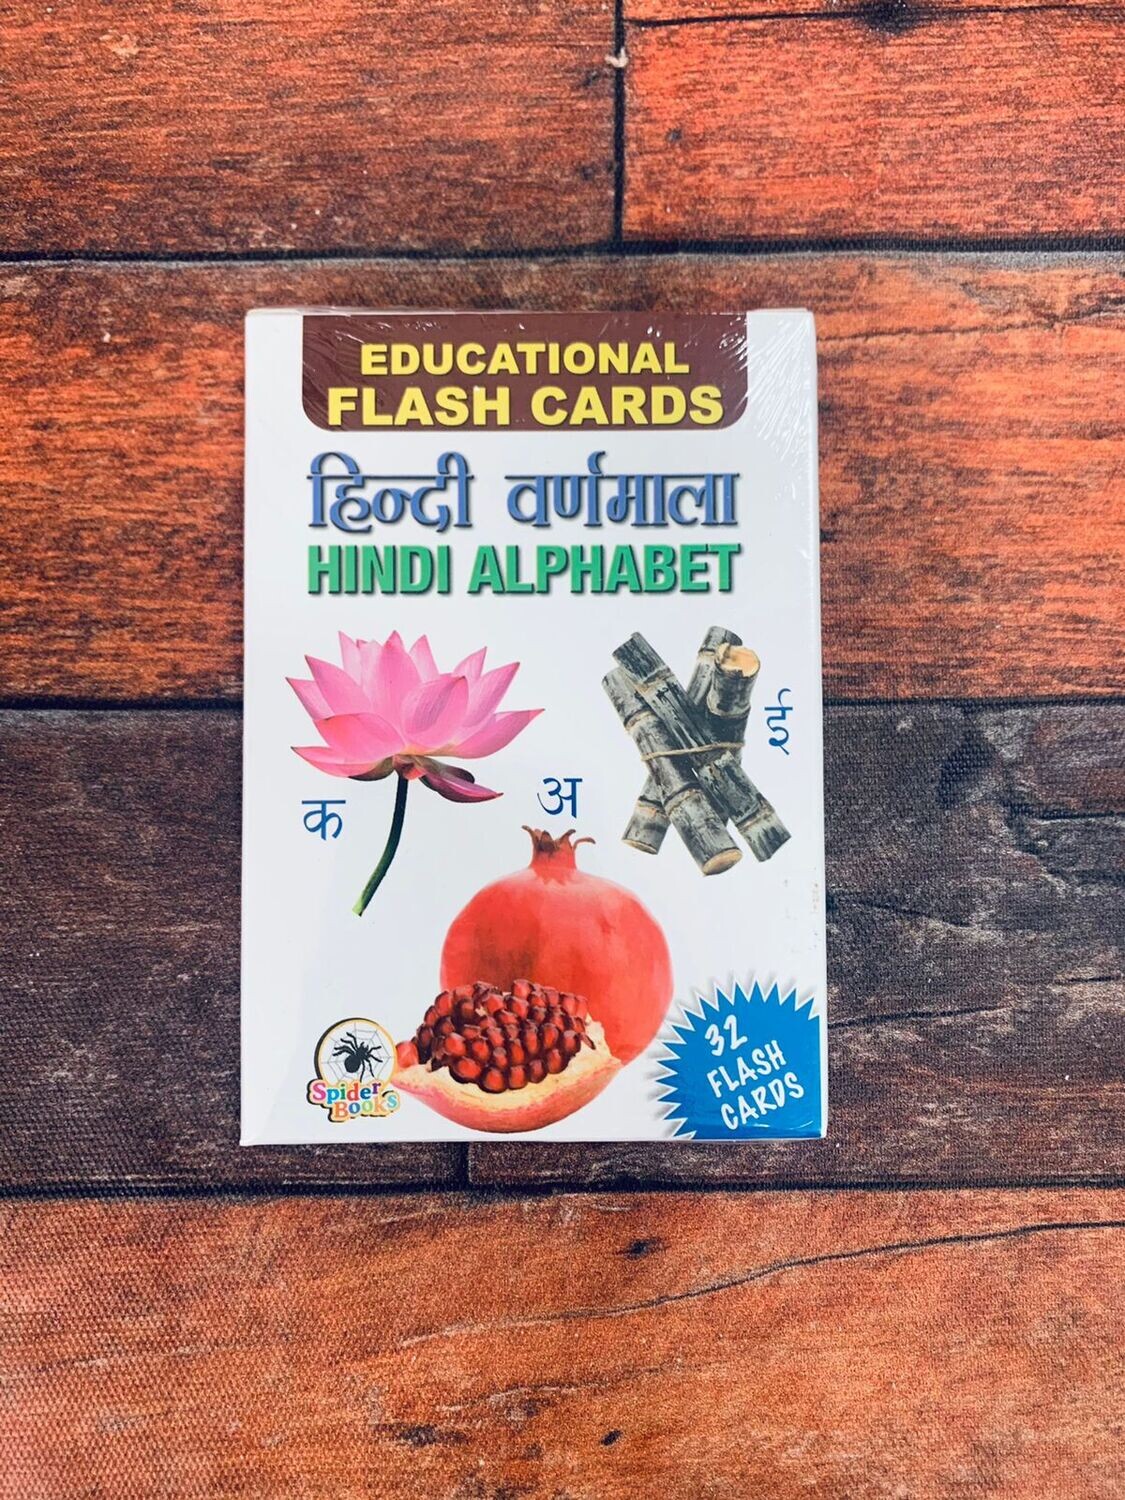 EDUCATIONAL
FLASH CARDS
हिन्दी वर्णमाला
HINDI ALPHABET
ई
क
अ
32
FLASH
CARDS
Spider
Books